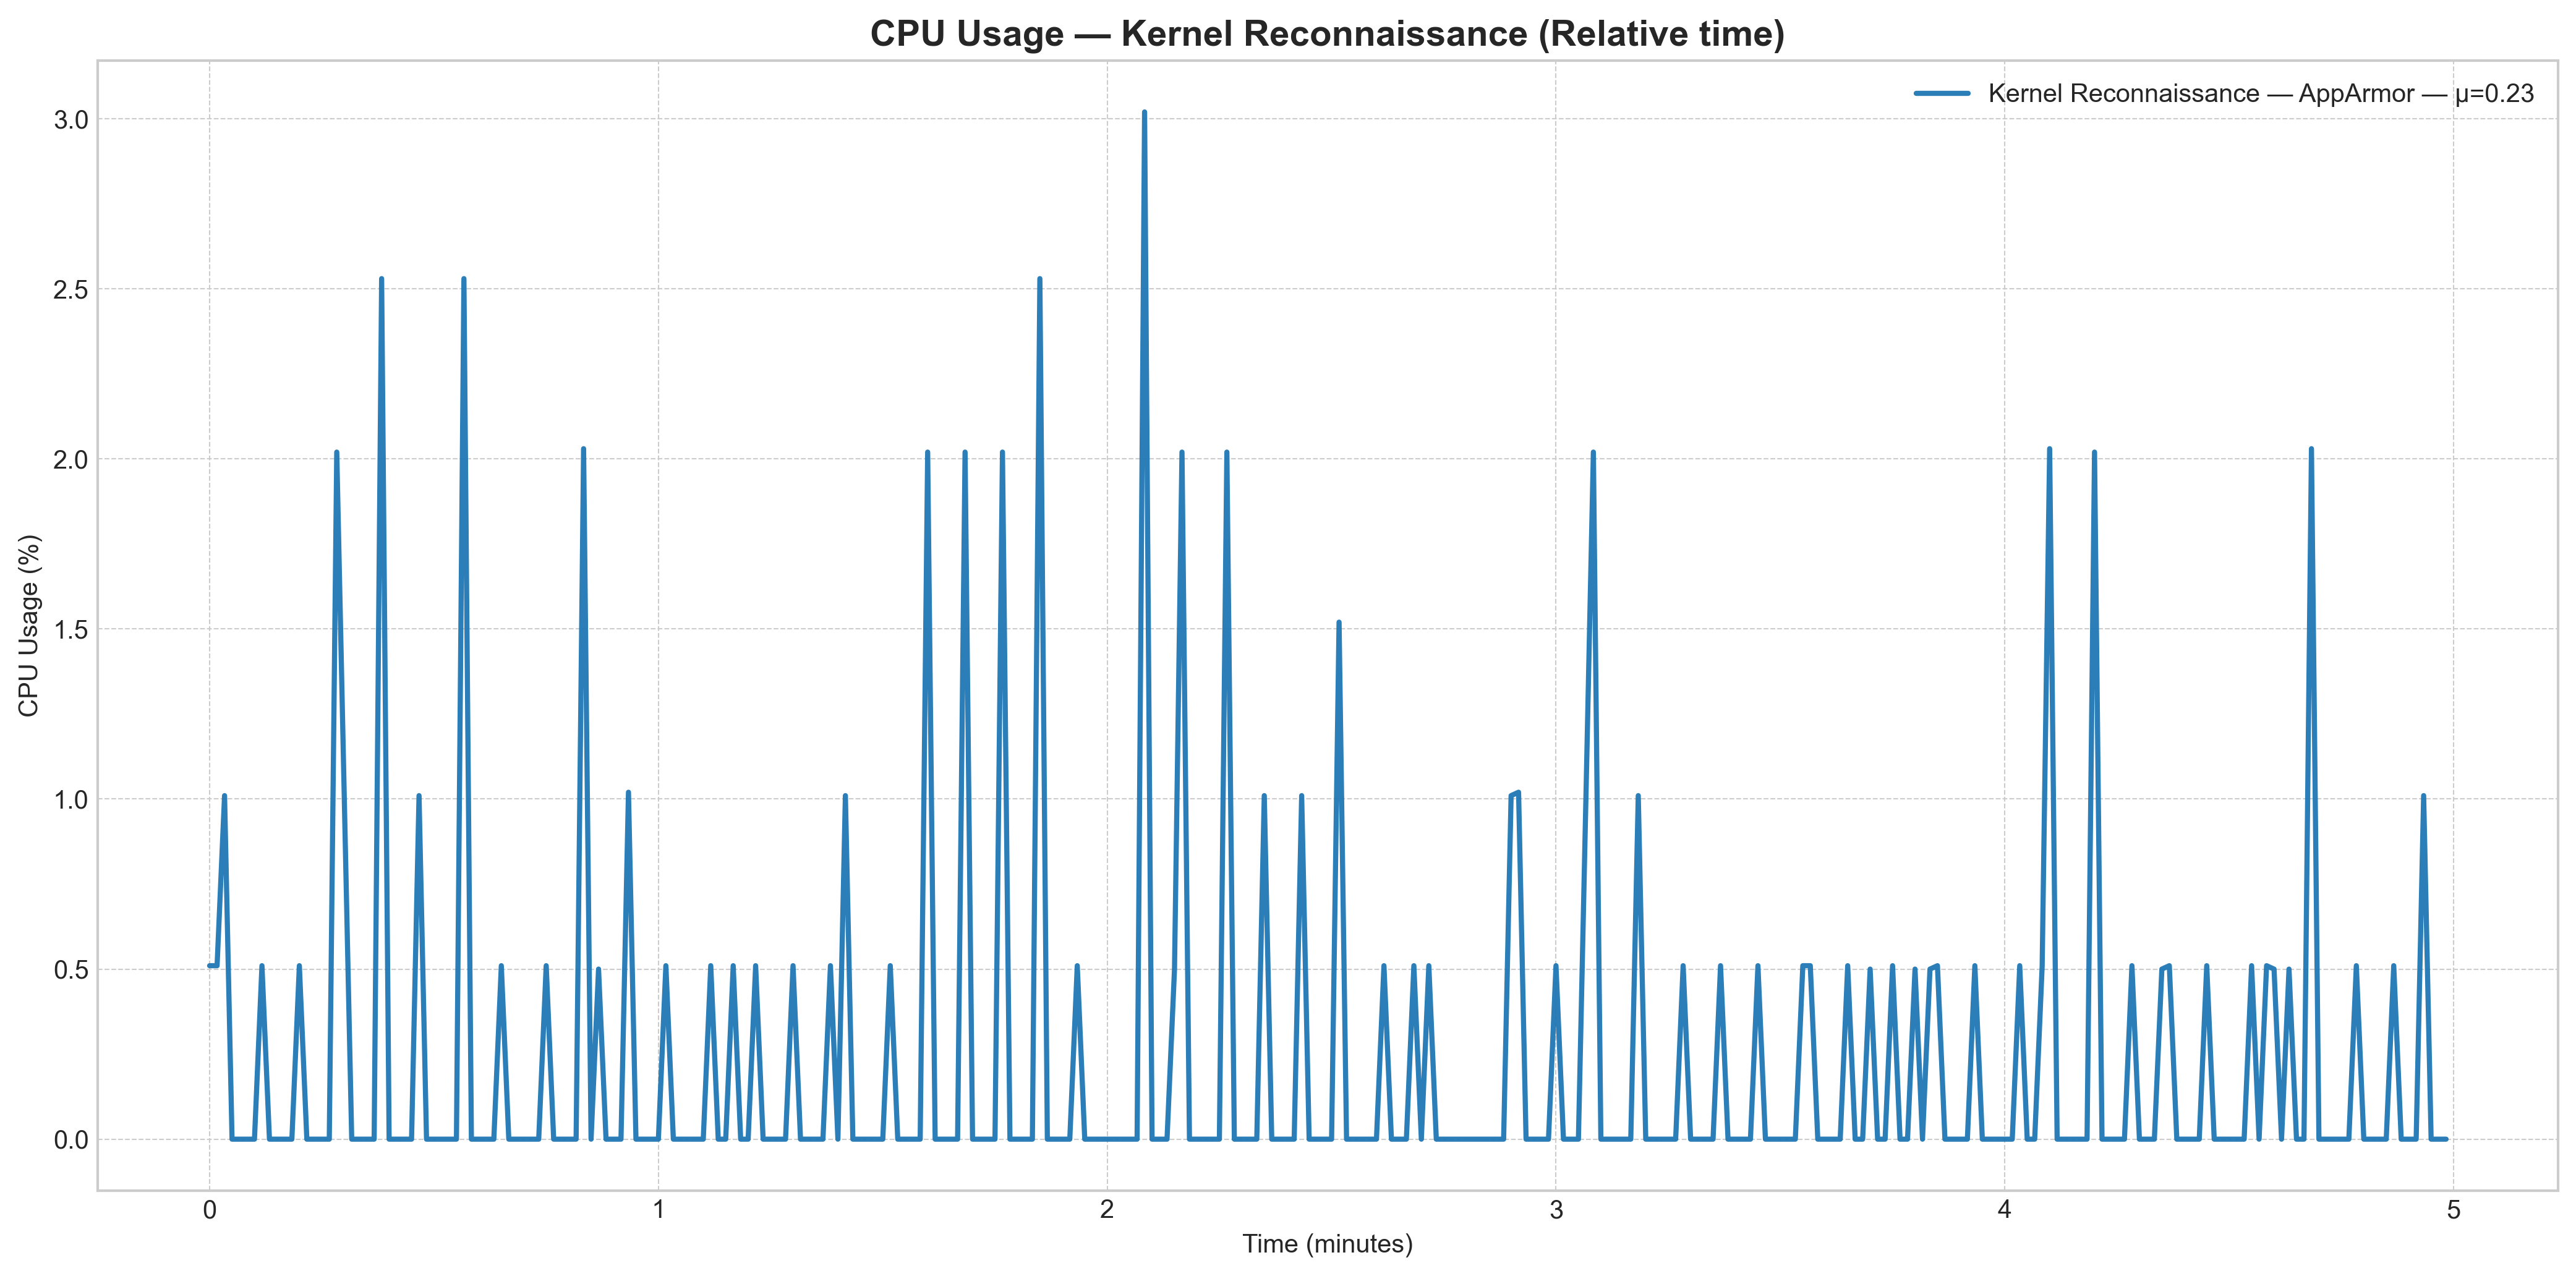 CPU Usage — Kernel Reconnaissance (Relative time)
Kernel Reconnaissance — AppArmor — µ=0.23
CPU Usage (%)
3.0
2.5
2.0
1.5
1.0
0.5
0.0
0 1 2 3 4 5
Time (minutes)